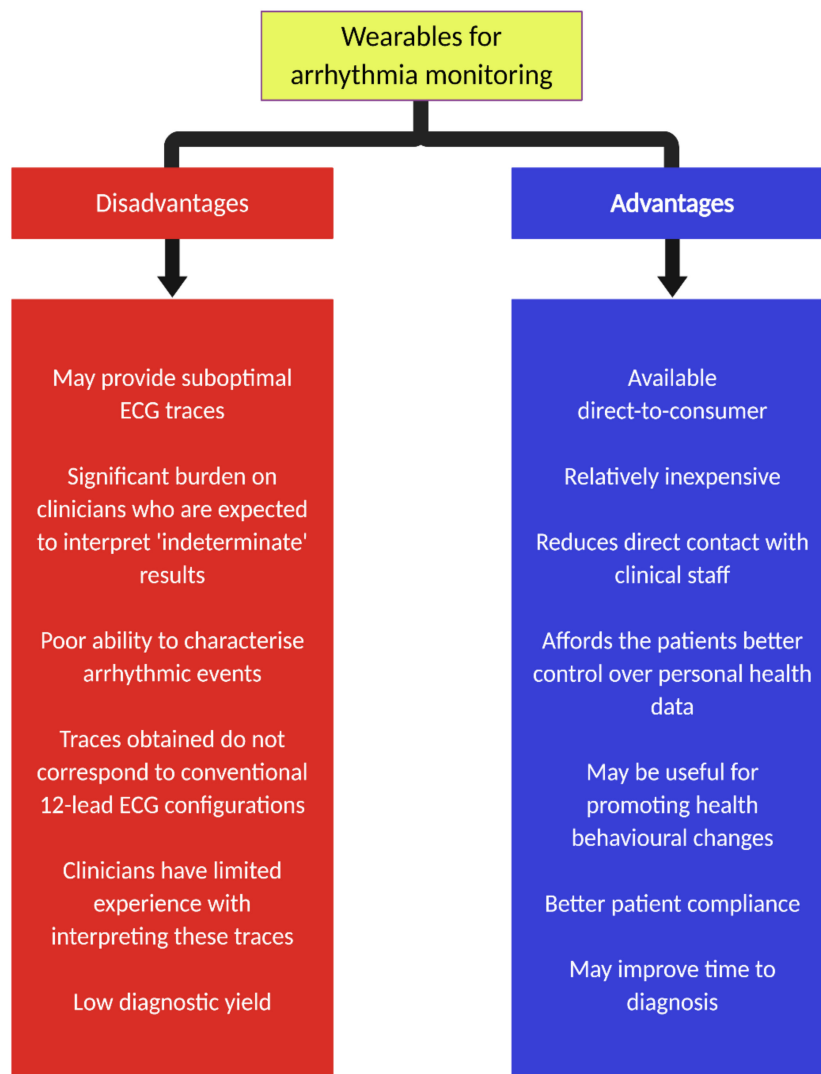 Wearables for
arrhythmia monitoring
Disadvantages
May provide suboptimal
ECG traces
Significant burden on
clinicians who are expected
to interpret 'indeterminate'
results
Poor ability to characterise
arrhythmic events
Traces obtained do not
correspond to conventional
12-lead ECG configurations
Clinicians have limited
experience with
interpreting these traces
Low diagnostic yield
Advantages
Available
direct-to-consumer
Relatively inexpensive
Reduces direct contact with
clinical staff
Affords the patients better
control over personal health
data
May be useful for
promoting health
behavioural changes
Better patient compliance
May improve time to
diagnosis